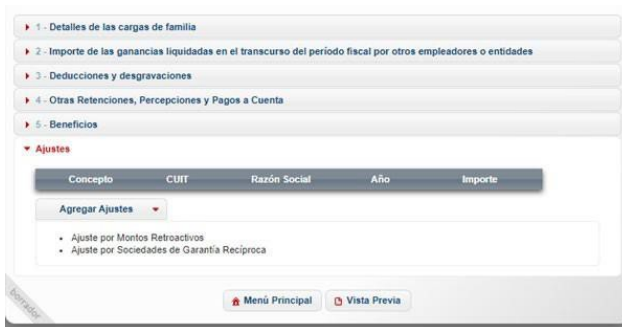 1 - Detalles de las cargas de familia
2 - Importe de las ganancias liquidadas en el transcurso del período fiscal por otros empleadores o entidades
3 - Deducciones y desgravaciones
4 - Otras Retenciones, Percepciones y Pagos a Cuenta
5 - Beneficios
Ajustes
Concepto CUIT Razón Social Año Importe
Agregar Ajustes
Ajuste por Montos Retroactivos
Ajuste por Sociedades de Garantía Recíproca
borrador
Menú Principal Vista Previa